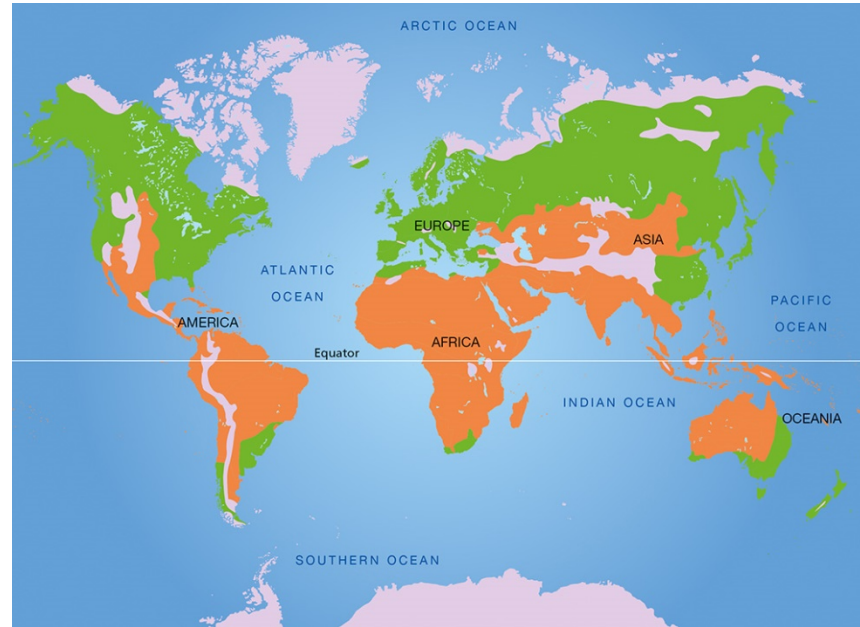 ARCTIC OCEAN
EUROPE
ASIA
ATLANTIC
OCEAN
PACIFIC
OCEAN
AMERICA
AFRICA
Equator
INDIAN OCEAN
OCEANIA
SOUTHERN OCEAN